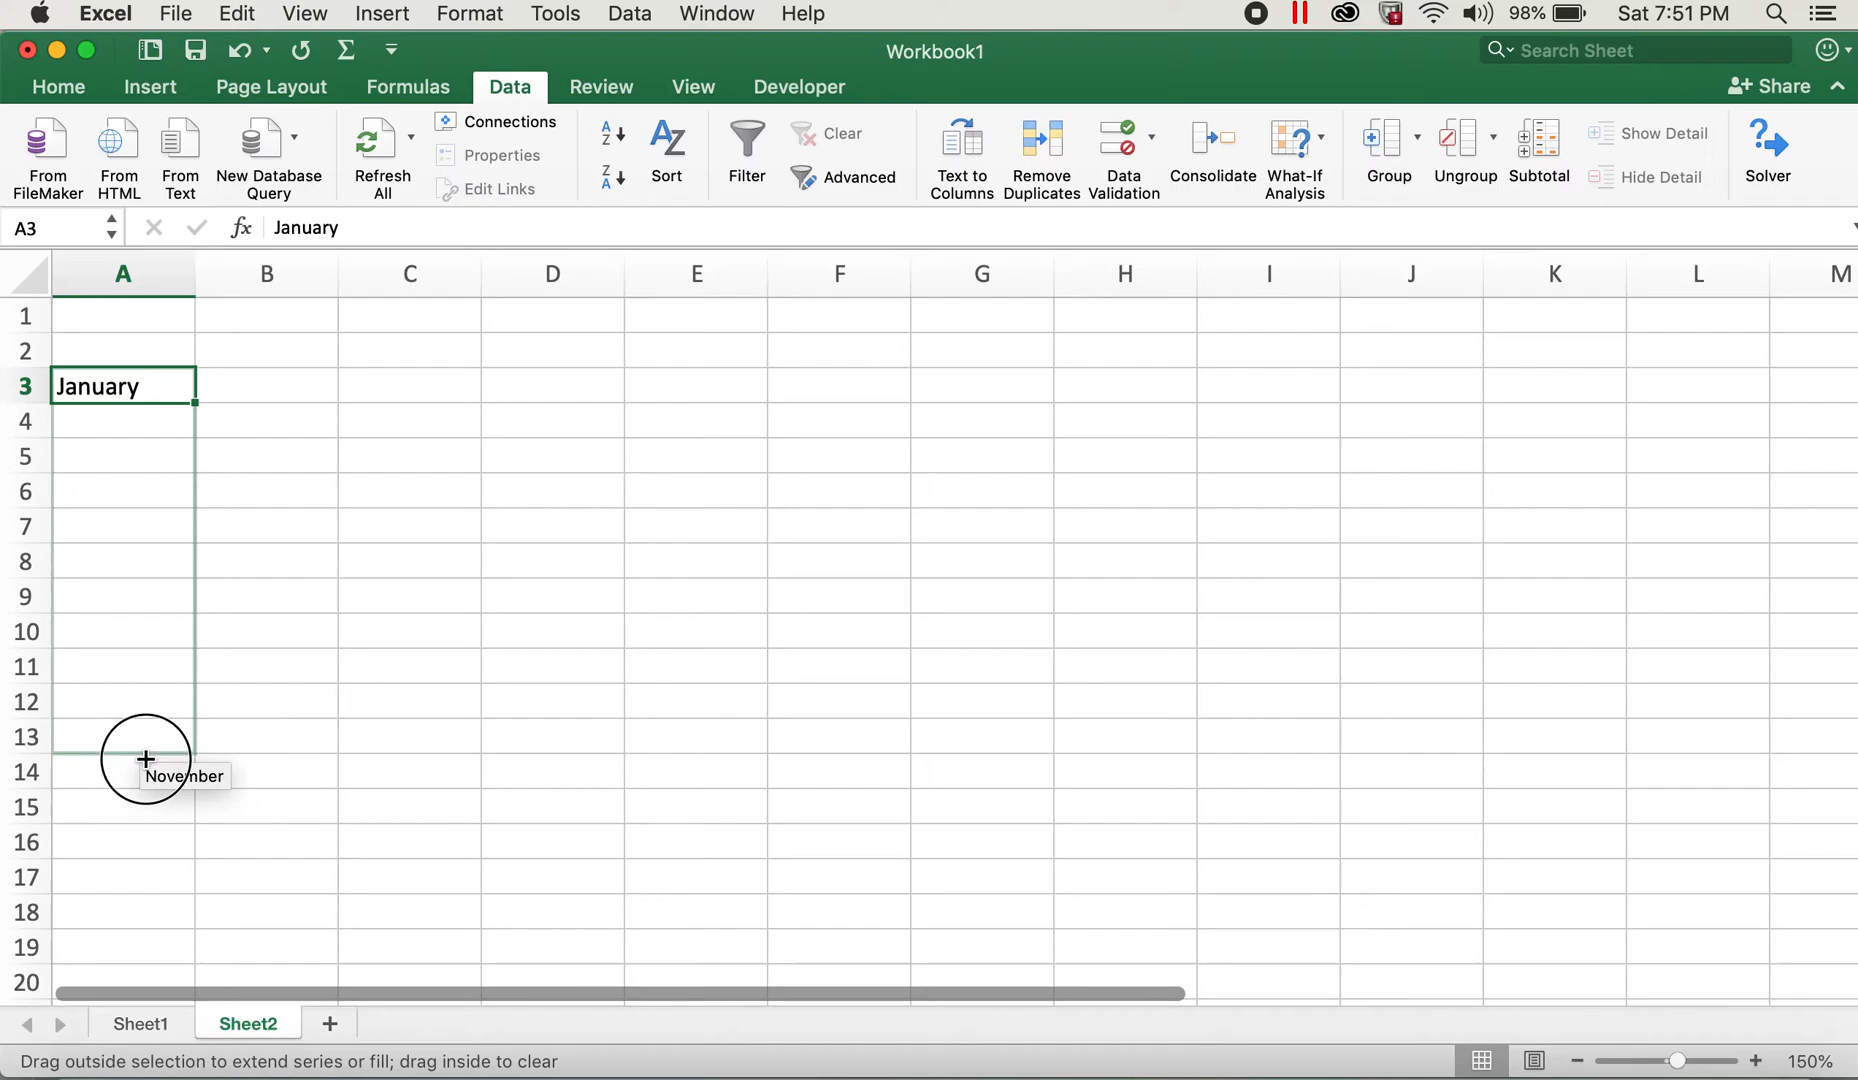 Excel File Edit View Insert Format Tools Data Window Help 98% Sat 7:51 PM
Workbook1 Search Sheet
Home Insert Page Layout Formulas Data Review View Developer Share
From FileMaker
From HTML
From Text
New Database Query
Refresh All
Connections
Properties
Edit Links
A Z
Z A
A Z Sort
Filter
Clear
Advanced
Text to Columns
Remove Duplicates
Data Validation
Consolidate
What-If Analysis
Group
Ungroup
Subtotal
Show Detail
Hide Detail
Solver
A3 fx January
A B C D E F G H I J K L M
1
2
3 January
4
5
6
7
8
9
10
11
12
13
14 November
15
16
17
18
19
20
Sheet1 Sheet2
Drag outside selection to extend series or fill; drag inside to clear 150%